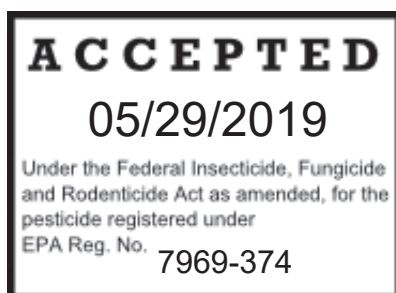 ACCEPTED
05/29/2019
Under the Federal Insecticide, Fungicide
and Rodenticide Act as amended, for the
pesticide registered under
EPA Reg. No. 7969-374